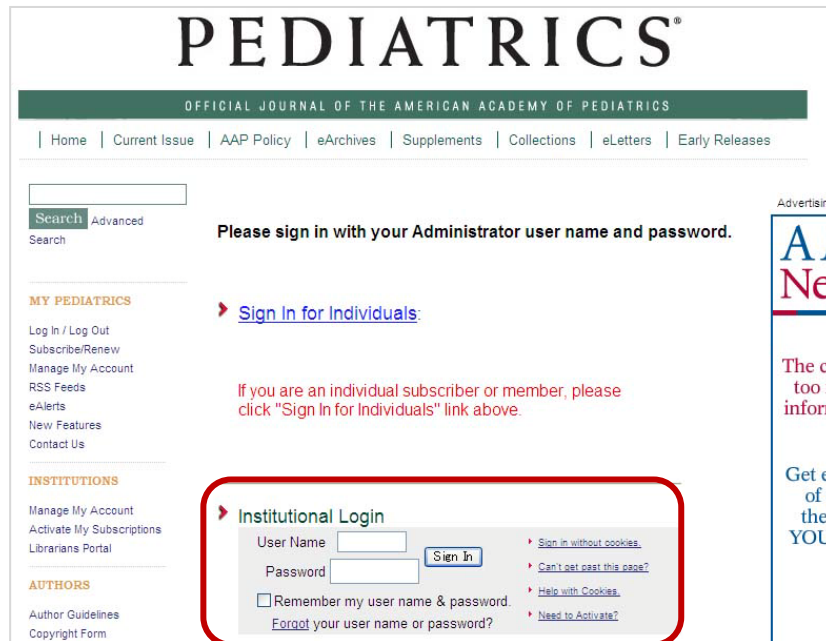 PEDIATRICS®
OFFICIAL JOURNAL OF THE AMERICAN ACADEMY OF PEDIATRICS
| Home | Current Issue | AAP Policy | eArchives | Supplements | Collections | eLetters | Early Releases
Search Advanced
Search
MY PEDIATRICS
Log In / Log Out
Subscribe/Renew
Manage My Account
RSS Feeds
eAlerts
New Features
Contact Us
INSTITUTIONS
Manage My Account
Activate My Subscriptions
Librarians Portal
AUTHORS
Author Guidelines
Copyright Form
Please sign in with your Administrator user name and password.
Sign In for Individuals:
If you are an individual subscriber or member, please
click "Sign In for Individuals" link above.
Institutional Login
User Name
Password
Sign In
Remember my user name & password.
Forgot your user name or password?
Sign in without cookies.
Can't get past this page?
Help with Cookies.
Need to Activate?
A
The
too
Get
of
the
YOU